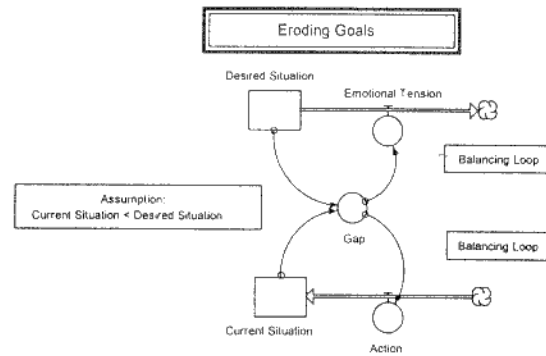 Eroding Goals
Desired Situation
Emotional Tension
Balancing Loop
Assumption:
Current Situation < Desired Situation
Gap
Balancing Loop
Current Situation
Action